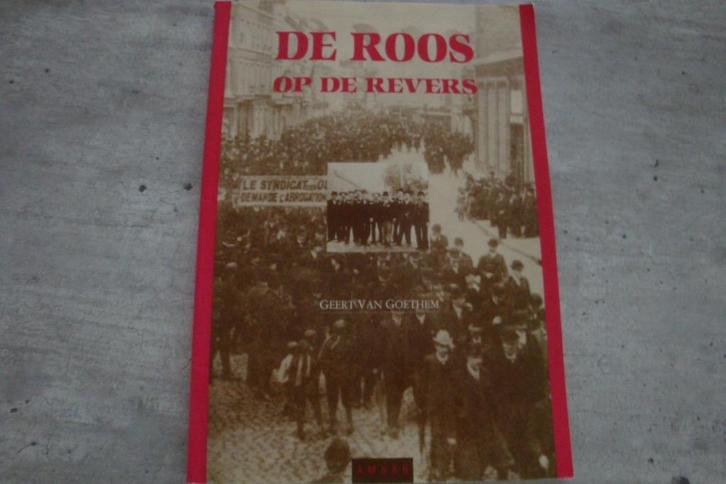 DE ROOS
OP DE REVERS
LE SYNDICAT
DEMANDE L'ABROGATION
GEERT VAN GOETHEM
AMSAB